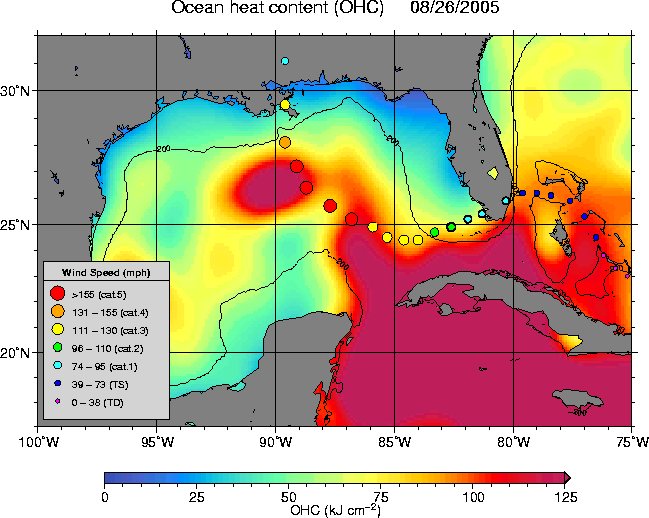 Ocean heat content (OHC) 08/26/2005
30°N
25°N
20°N
200
200
Wind Speed (mph)
>155 (cat.5)
131 – 155 (cat.4)
111 – 130 (cat.3)
96 – 110 (cat.2)
74 – 95 (cat.1)
39 – 73 (TS)
0 – 38 (TD)
100°W 95°W 90°W 85°W 80°W 75°W
0 25 50 75 100 125
OHC (kJ cm⁻²)